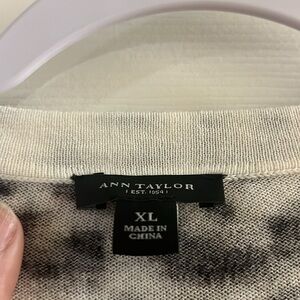 ANN TAYLOR
EST. 1954
XL
MADE IN
CHINA